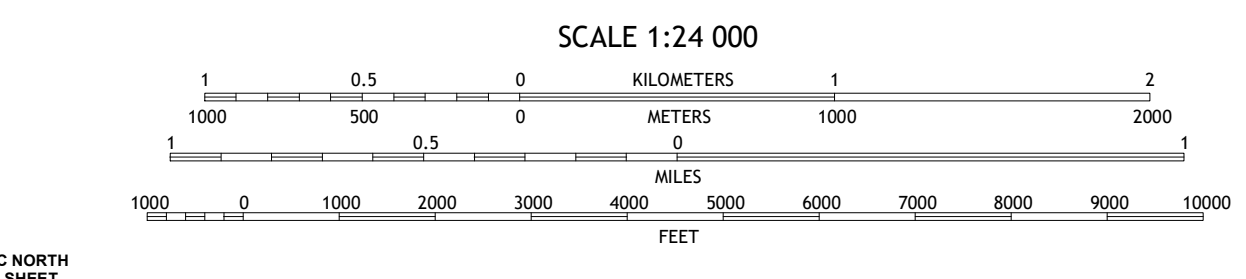 SCALE 1:24 000
1 0.5 0 KILOMETERS 1 2
1000 500 0 METERS 1000 2000
1 0.5 0 1
MILES
1000 0 1000 2000 3000 4000 5000 6000 7000 8000 9000 10000
FEET
C NORTH
SHEET